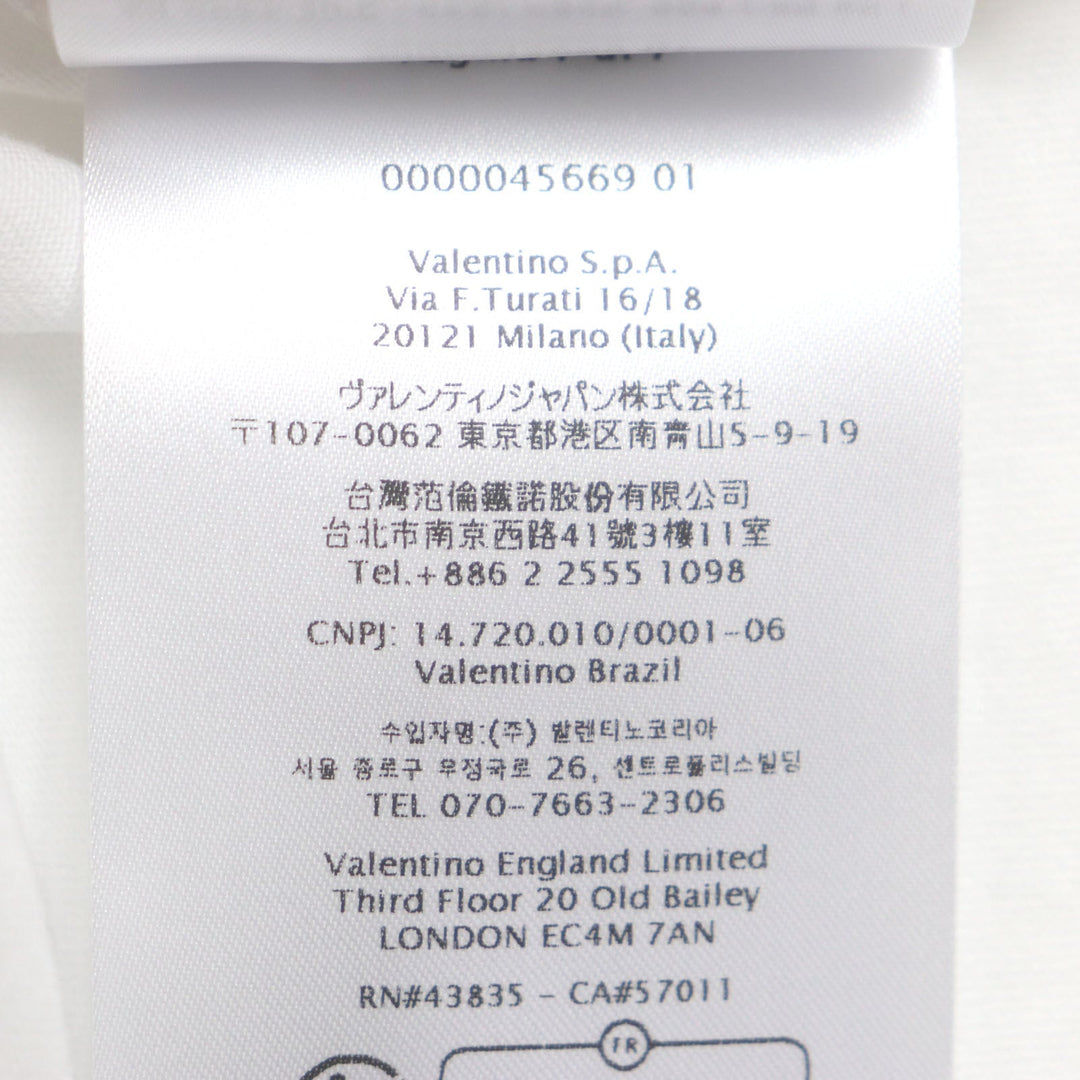 0000045669 01
Valentino S.p.A.
Via F.Turati 16/18
20121 Milano (Italy)
ヴァレンティノジャパン株式会社
〒107-0062 東京都港区南青山5-9-19
台灣范倫鐵諾股份有限公司
台北市南京西路41號3樓11室
Tel.+886 2 2555 1098
CNPJ: 14.720.010/0001-06
Valentino Brazil
수입자명:(주) 발렌티노코리아
서울 종로구 우정국로 26, 센트로폴리스빌딩
TEL 070-7663-2306
Valentino England Limited
Third Floor 20 Old Bailey
LONDON EC4M 7AN
RN#43835 - CA#57011
FR